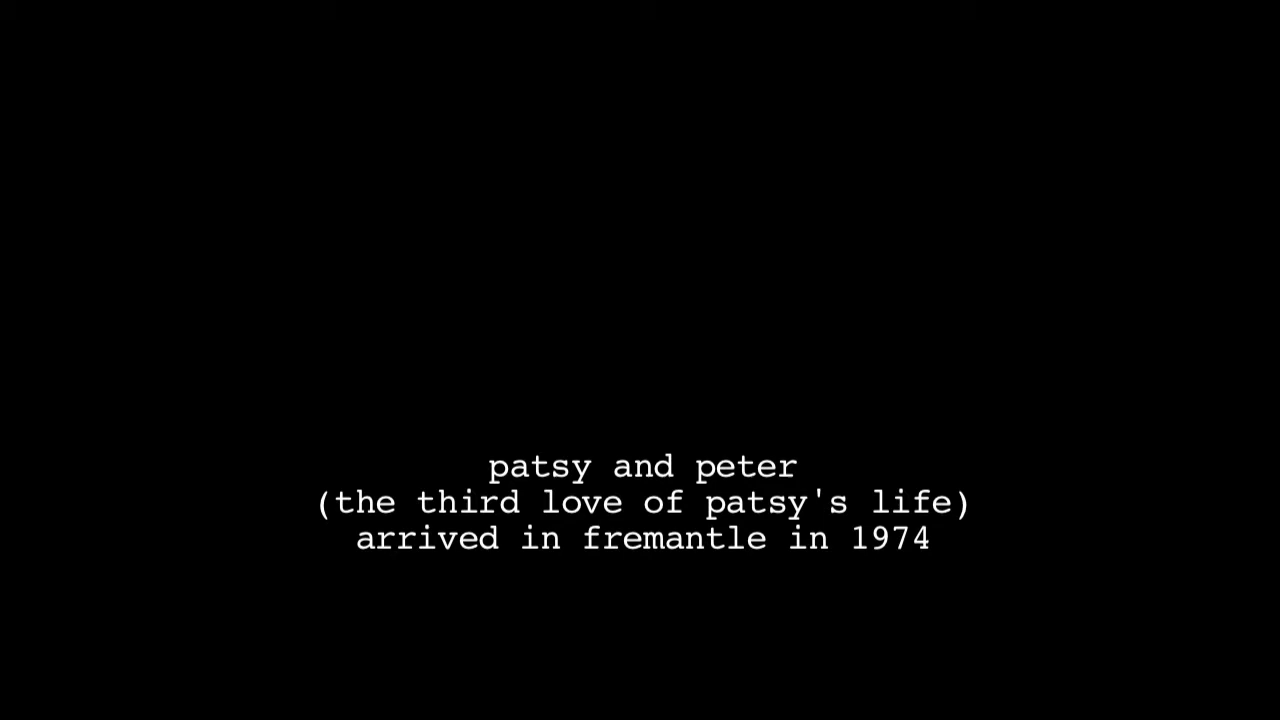 patsy and peter
(the third love of patsy's life)
arrived in fremantle in 1974